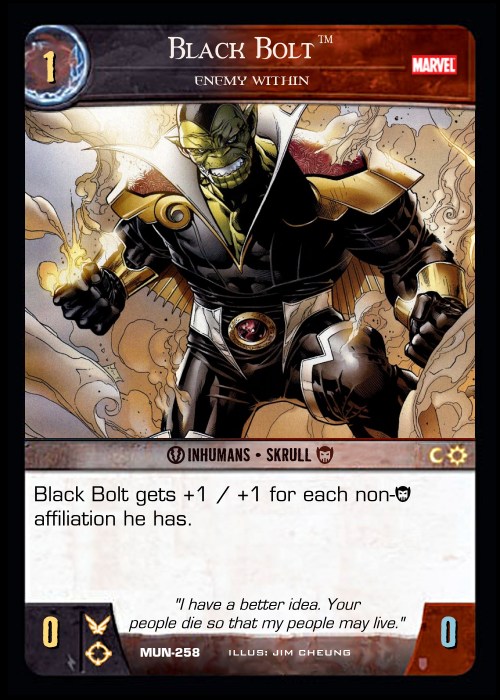 1
BLACK BOLT™
ENEMY WITHIN
MARVEL
INHUMANS • SKRULL
Black Bolt gets +1 / +1 for each non-
affiliation he has.
"I have a better idea. Your
people die so that my people may live."
0
0
MUN-258 ILLUS: JIM CHEUNG